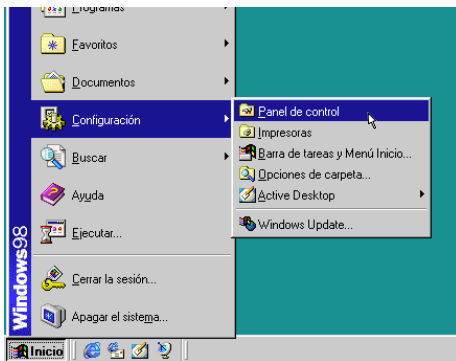 Programas
Favoritos
Documentos
Configuración
Buscar
Ayuda
Ejecutar...
Cerrar la sesión...
Apagar el sistema...
Panel de control
Impresoras
Barra de tareas y Menú Inicio...
Opciones de carpeta...
Active Desktop
Windows Update...
Windows98
Inicio